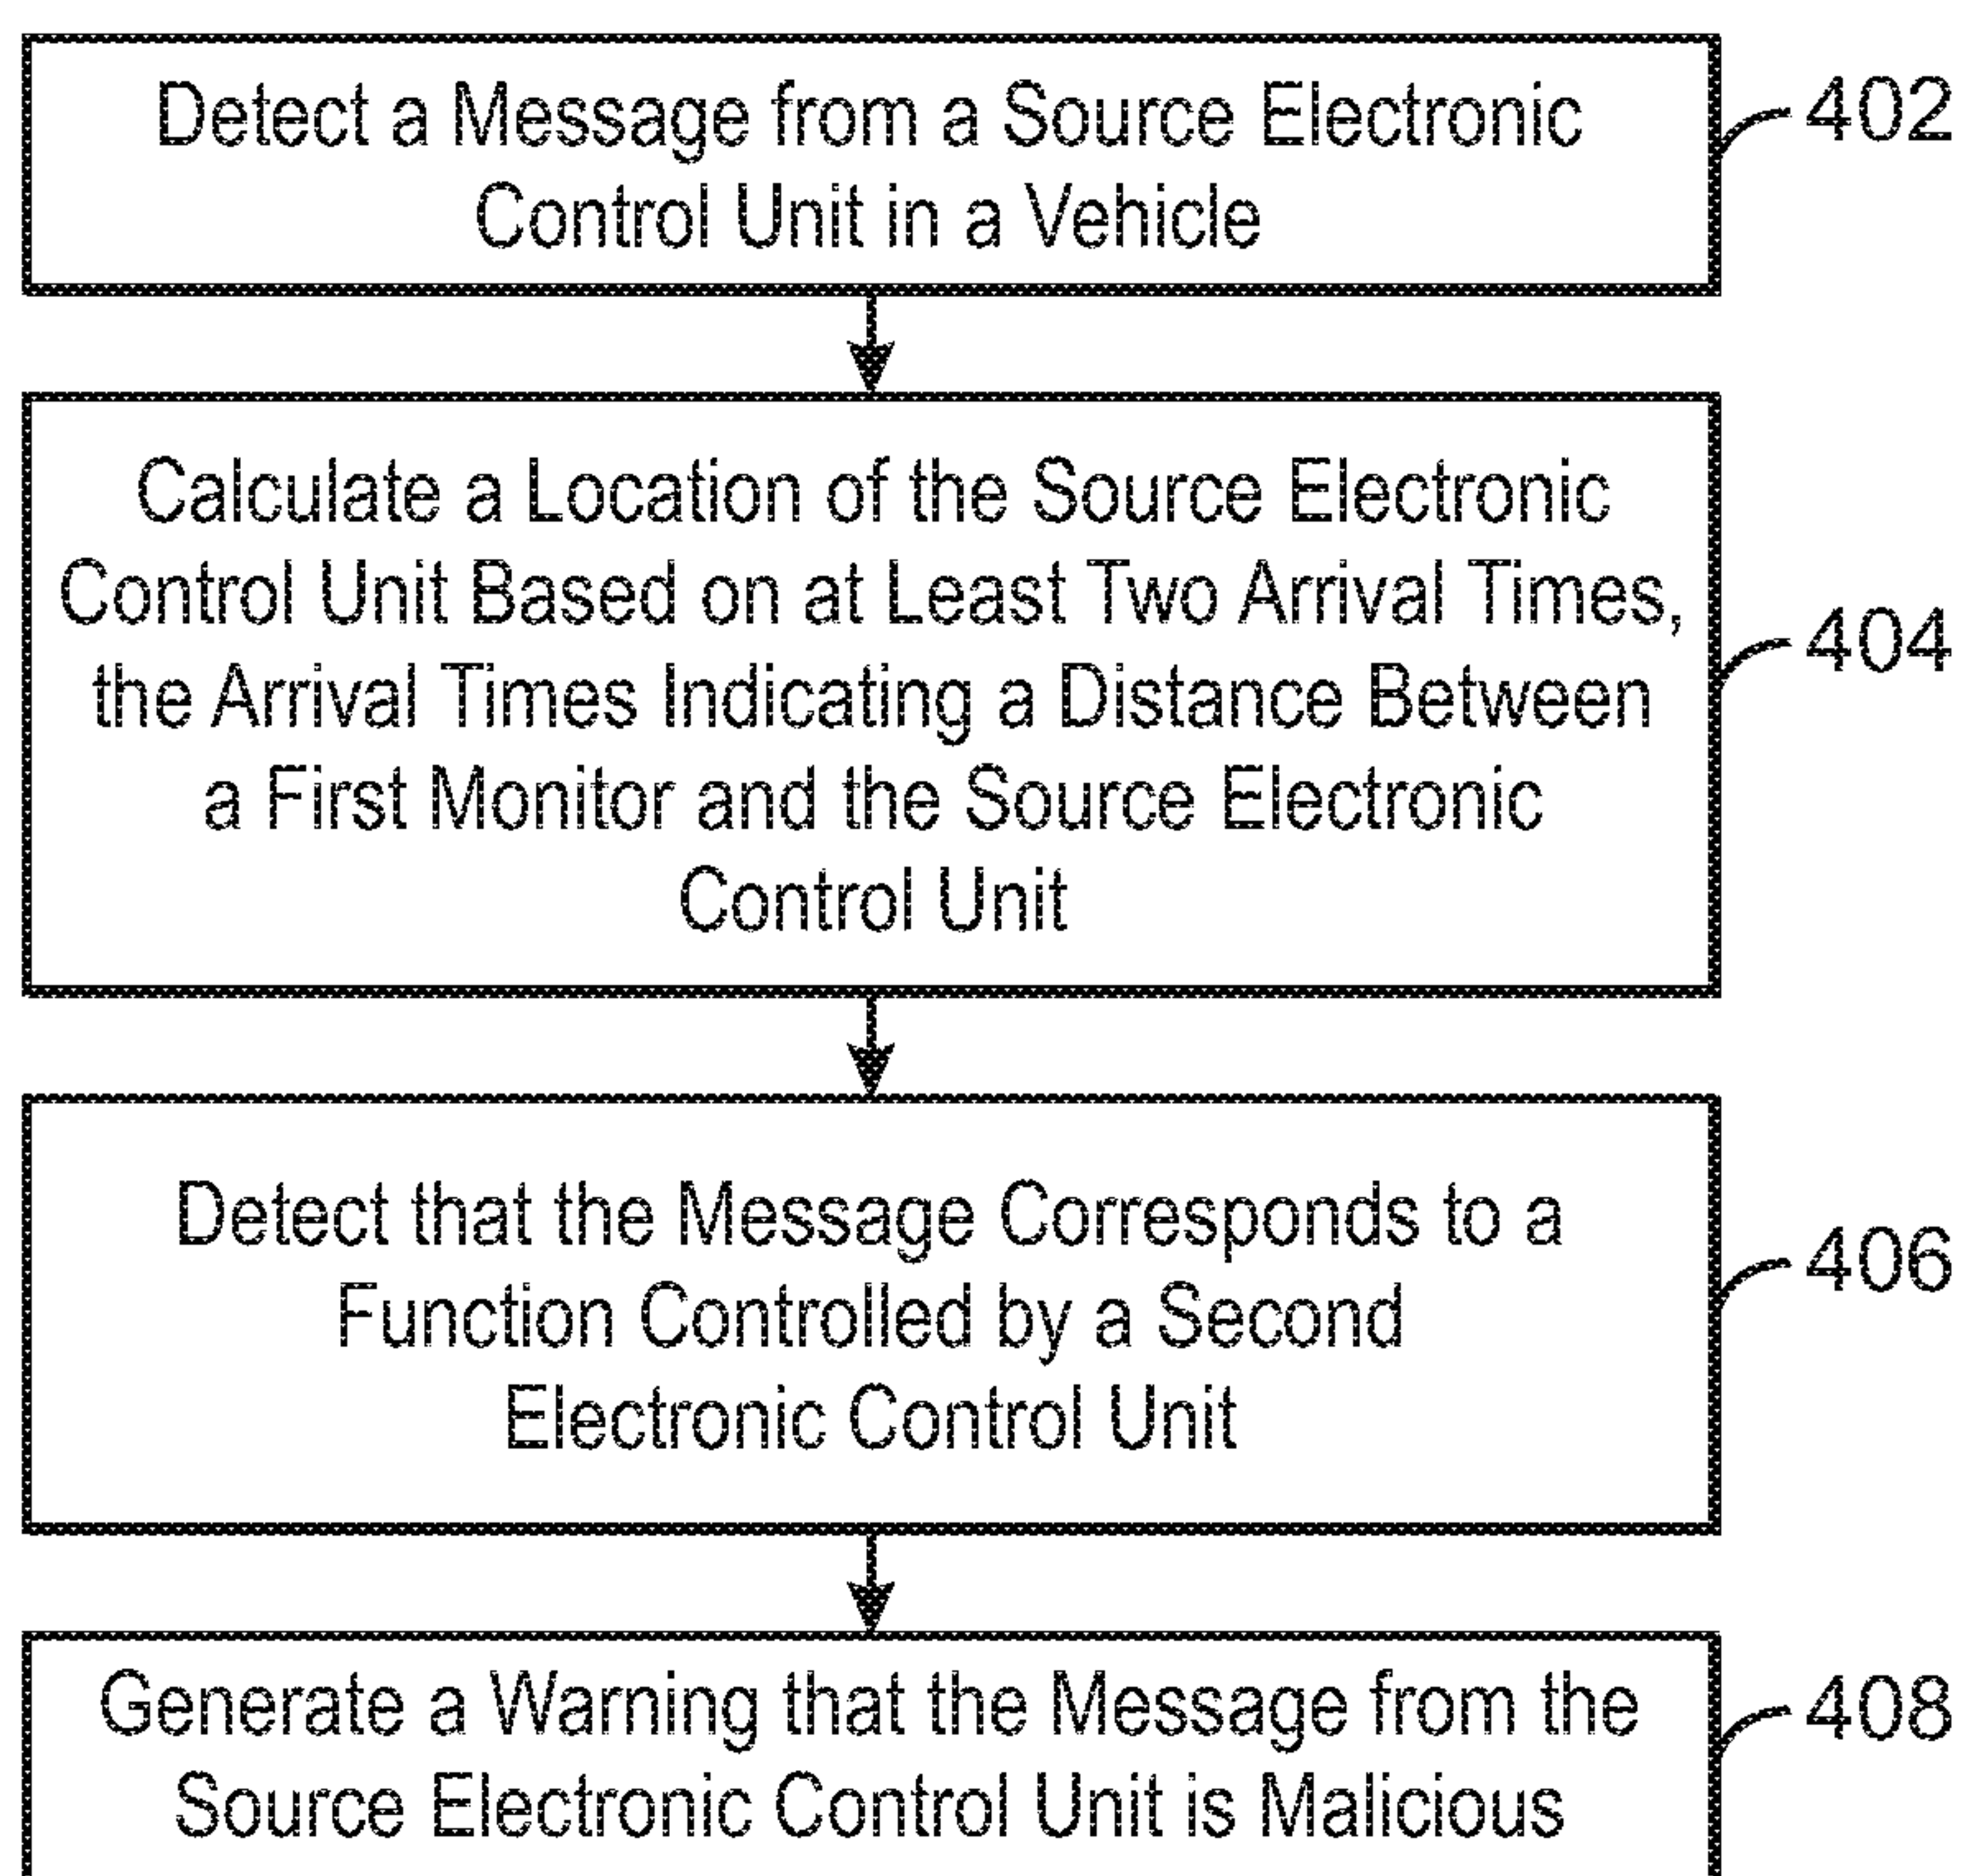 Detect a Message from a Source Electronic
Control Unit in a Vehicle
402
Calculate a Location of the Source Electronic
Control Unit Based on at Least Two Arrival Times,
the Arrival Times Indicating a Distance Between
a First Monitor and the Source Electronic
Control Unit
404
Detect that the Message Corresponds to a
Function Controlled by a Second
Electronic Control Unit
406
Generate a Warning that the Message from the
Source Electronic Control Unit is Malicious
408